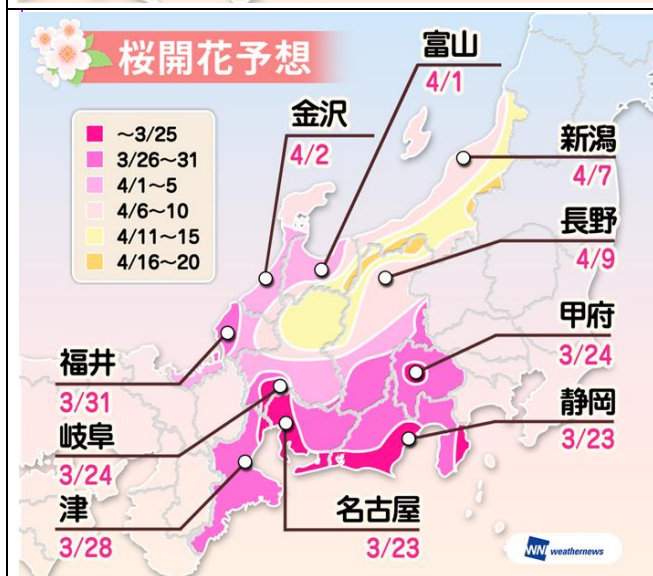 桜開花予想
～3/25
3/26～31
4/1～5
4/6～10
4/11～15
4/16～20
富山
4/1
金沢
4/2
新潟
4/7
長野
4/9
甲府
3/24
静岡
3/23
福井
3/31
岐阜
3/24
津
3/28
名古屋
3/23
WN weathernews